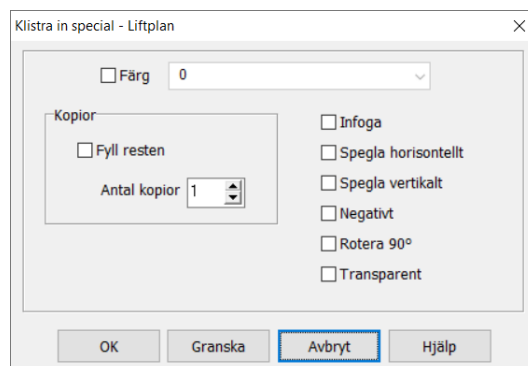 Klistra in special - Liftplan
Färg 0
Kopior
Fyll resten
Antal kopior 1
Infoga
Spegla horisontellt
Spegla vertikalt
Negativt
Rotera 90º
Transparent
OK Granska Avbryt Hjälp